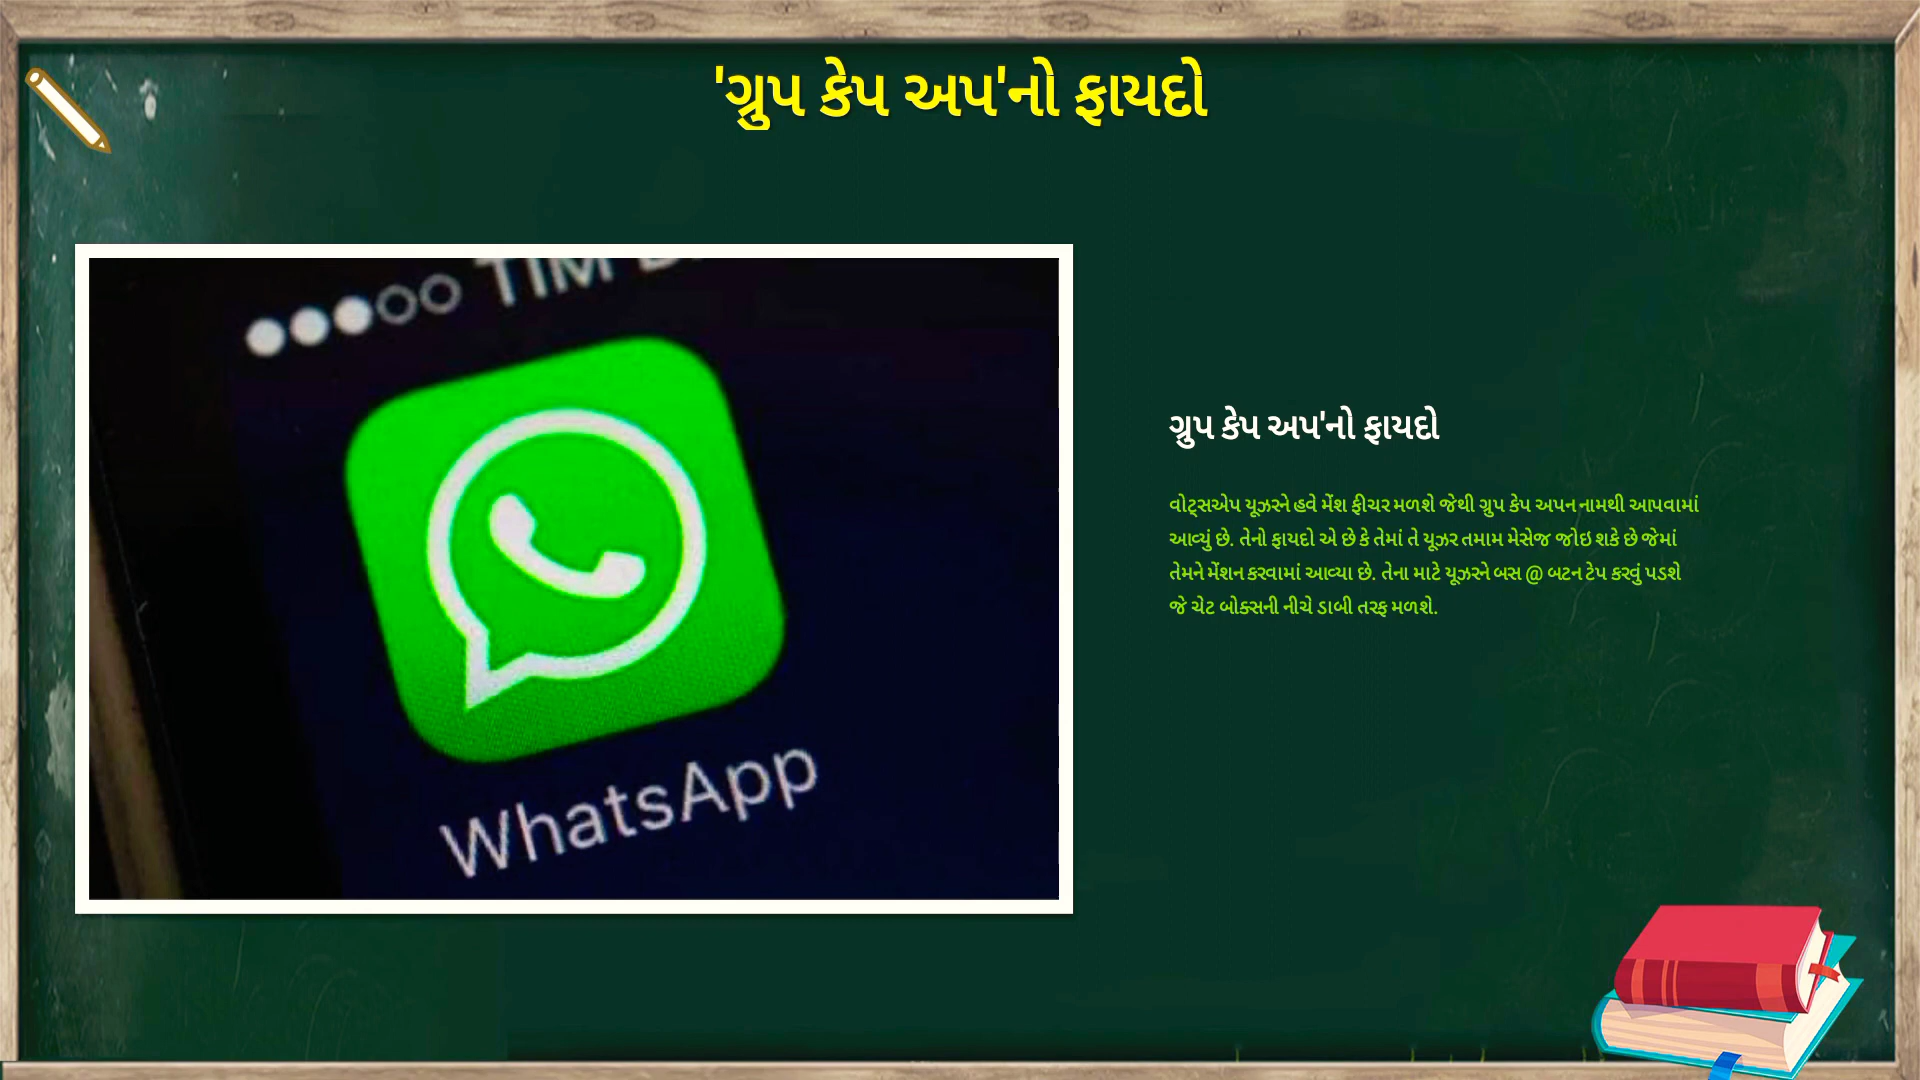 'ગ્રુપ કેપ અપ'નો ફાયદો
TIM
WhatsApp
ગ્રુપ કેપ અપ'નો ફાયદો
વોટ્સએપ યૂઝરને હવે મેંશ ફીચર મળશે જેથી ગ્રુપ કેપ અપન નામથી આપવામાં
આવ્યું છે. તેનો ફાયદો એ છે કે તેમાં તે યૂઝર તમામ મેસેજ જોઇ શકે છે જેમાં
તેમને મેંશન કરવામાં આવ્યા છે. તેના માટે યૂઝરને બસ @ બટન ટેપ કરવું પડશે
જે ચેટ બોક્સની નીચે ડાબી તરફ મળશે.